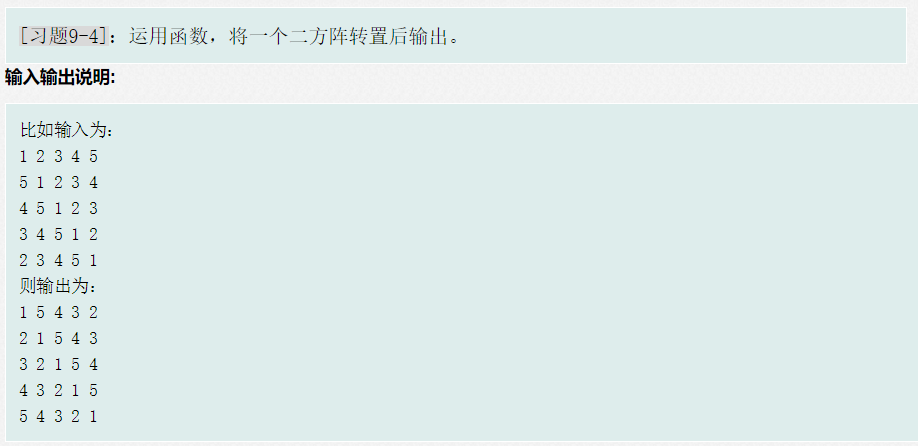 [习题9-4]：运用函数，将一个二方阵转置后输出。
输入输出说明:
比如输入为:
1 2 3 4 5
5 1 2 3 4
4 5 1 2 3
3 4 5 1 2
2 3 4 5 1
则输出为:
1 5 4 3 2
2 1 5 4 3
3 2 1 5 4
4 3 2 1 5
5 4 3 2 1